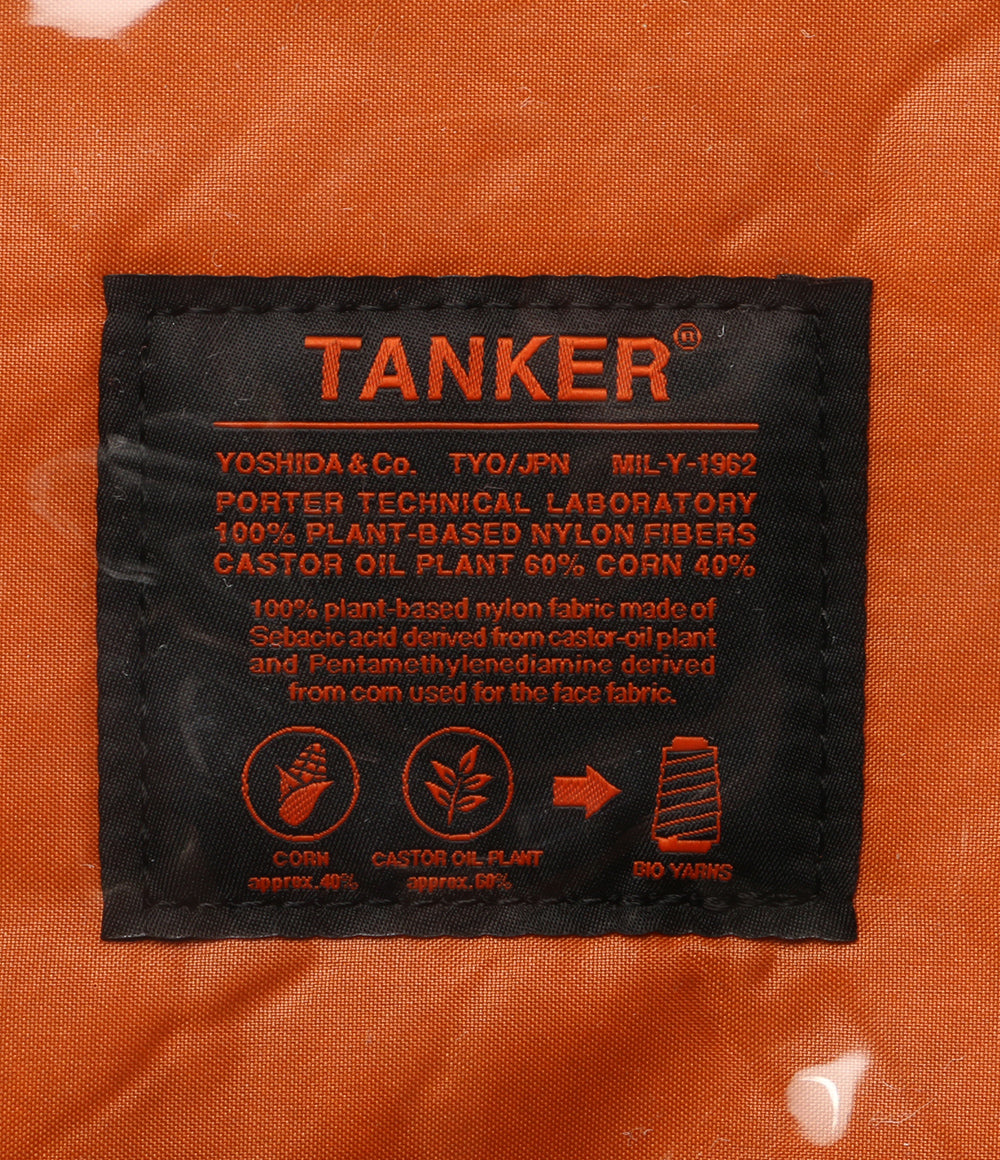 TANKER®
YOSHIDA & Co. TYO/JPN MIL-Y-1962
PORTER TECHNICAL LABORATORY
100% PLANT-BASED NYLON FIBERS
CASTOR OIL PLANT 60% CORN 40%
100% plant-based nylon fabric made of
Sebacic acid derived from castor-oil plant
and Pentamethylenediamine derived
from corn used for the face fabric.
CORN CASTOR OIL PLANT BIO YARNS
approx.40% approx.60%